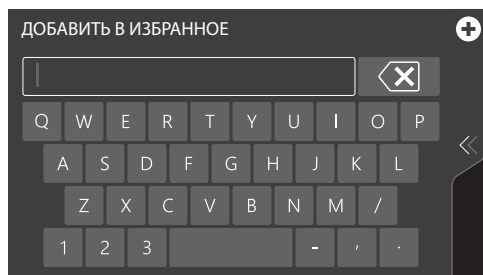 ДОБАВИТЬ В ИЗБРАННОЕ
Q W E R T Y U I O P
A S D F G H J K L
Z X C V B N M /
1 2 3 - , .